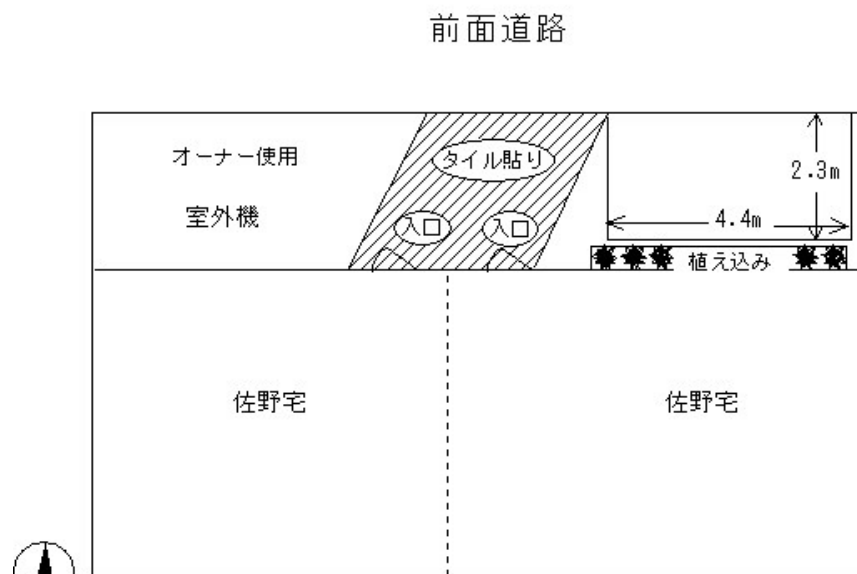 前面道路
オーナー使用
タイル貼り
2.3m
室外機
入口
入口
4.4m
植え込み
佐野宅
佐野宅